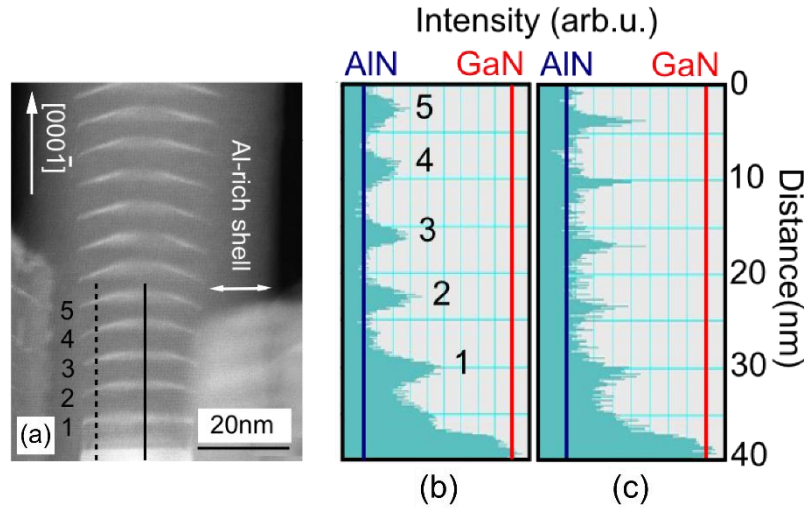 Intensity (arb.u.)
AlN GaN AlN GaN
[0001̄]
Al-rich shell
5
4
3
2
1
(a)
20nm
5
4
3
2
1
0
10
20
30
40
Distance(nm)
(b)
(c)